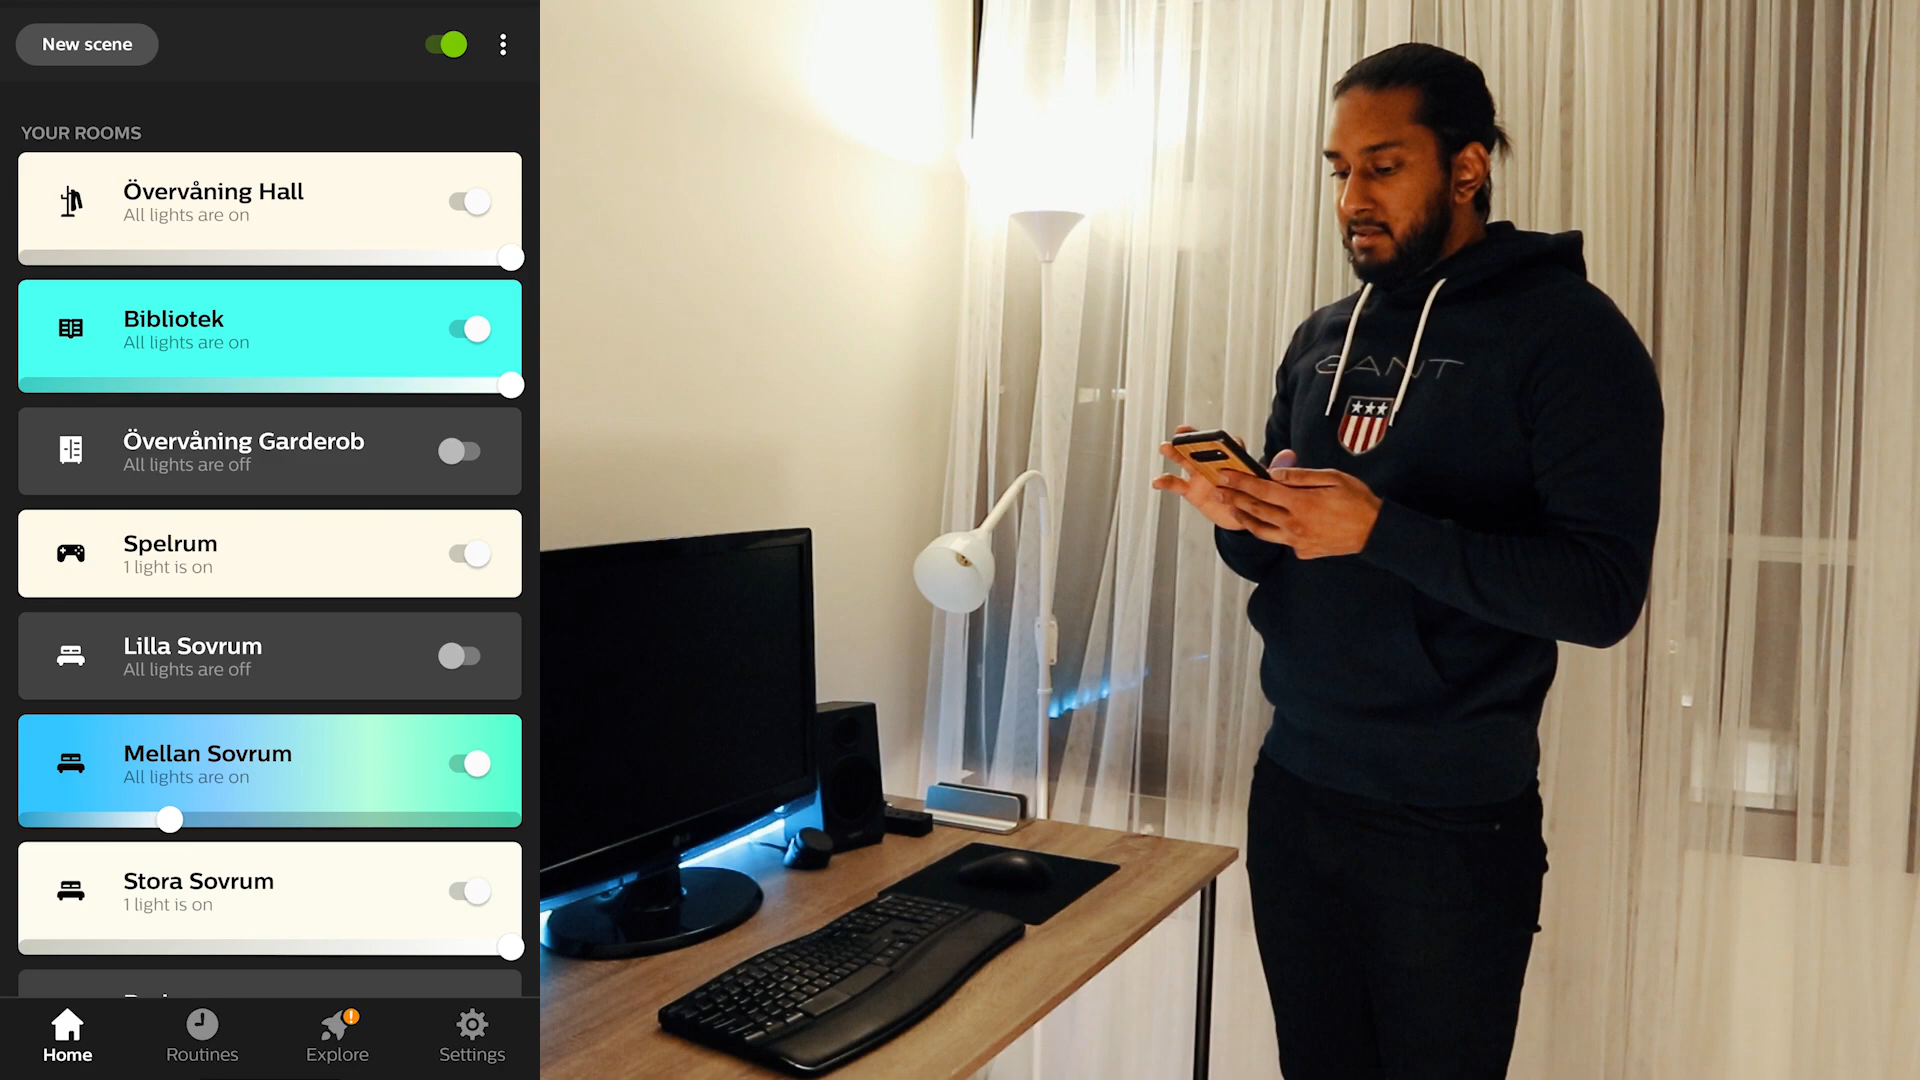 New scene
YOUR ROOMS
Övervåning Hall
All lights are on
Bibliotek
All lights are on
Övervåning Garderob
All lights are off
Spelrum
1 light is on
Lilla Sovrum
All lights are off
Mellan Sovrum
All lights are on
Stora Sovrum
1 light is on
Home
Routines
Explore
Settings
GANT